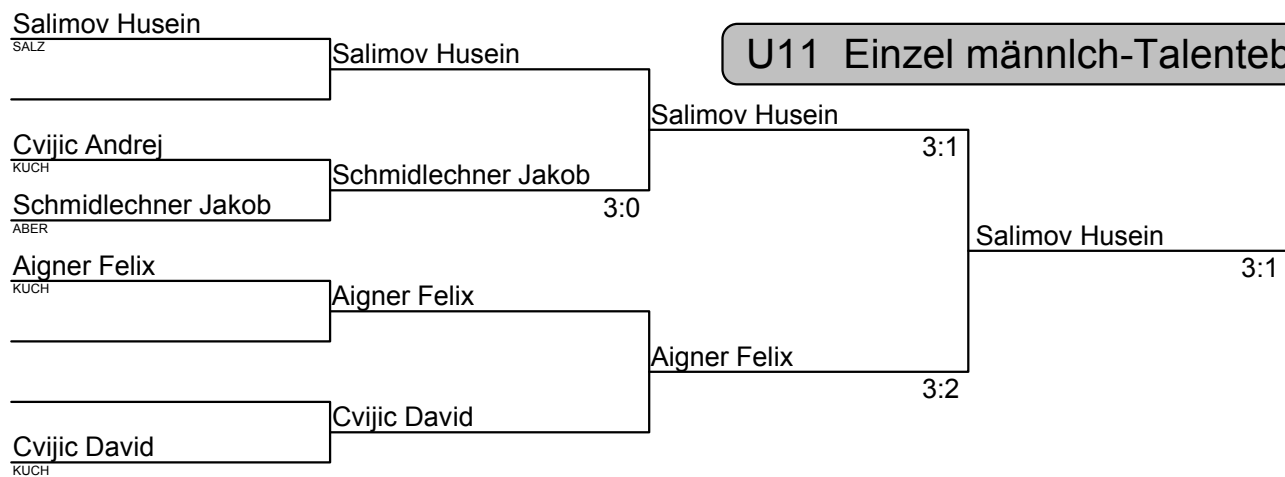 Salimov Husein
SALZ
Salimov Husein
U11 Einzel männlch-Talenteb
Salimov Husein
3:1
Cvijic Andrej
KUCH
Schmidlechner Jakob
3:0
Schmidlechner Jakob
ABER
Salimov Husein
3:1
Aigner Felix
KUCH
Aigner Felix
Aigner Felix
3:2
Cvijic David
Cvijic David
KUCH